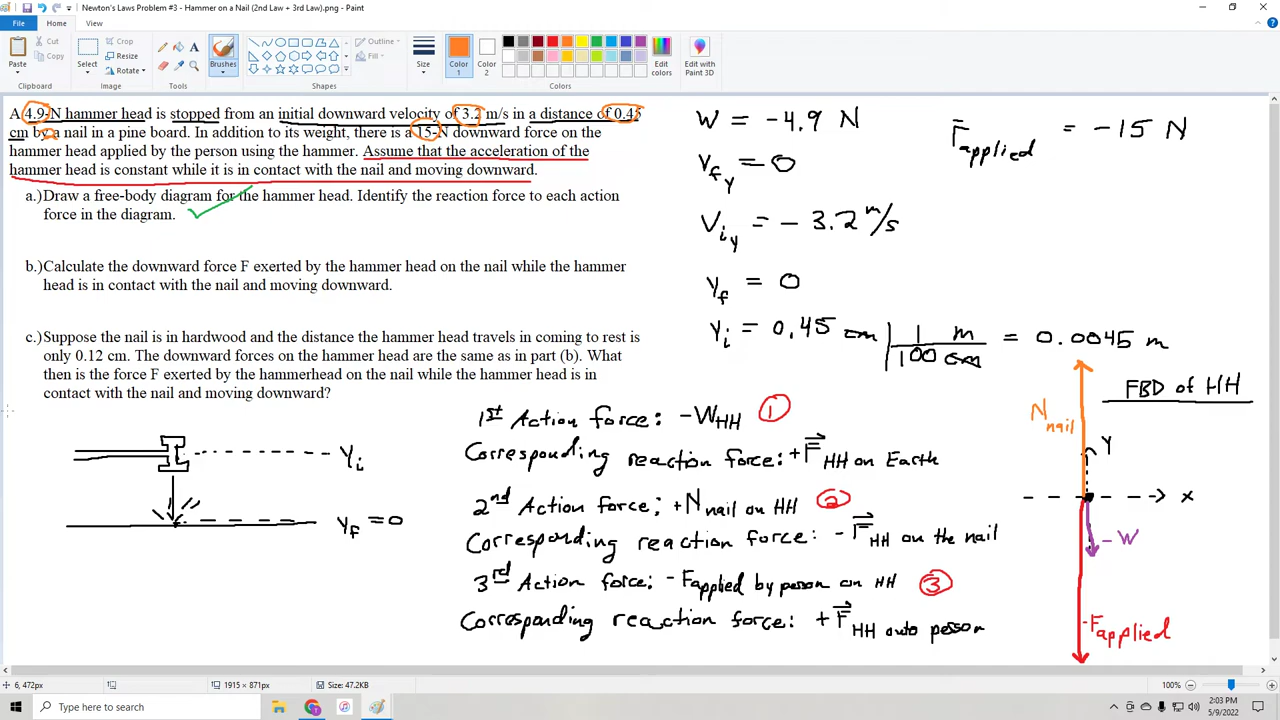 Newton's Laws Problem #3 - Hammer on a Nail (2nd Law + 3rd Law).png - Paint
File Home View
Paste Cut Copy Clipboard
Select Crop Resize Rotate Image
Tools
Brushes
Outline Fill Shapes
Size
Color 1 Color 2 Edit colors Colors
Edit with Paint 3D
A 4.9-N hammer head is stopped from an initial downward velocity of 3.2 m/s in a distance of 0.45
cm by a nail in a pine board. In addition to its weight, there is a 15-N downward force on the
hammer head applied by the person using the hammer. Assume that the acceleration of the
hammer head is constant while it is in contact with the nail and moving downward.
a.) Draw a free-body diagram for the hammer head. Identify the reaction force to each action
force in the diagram.
b.) Calculate the downward force F exerted by the hammer head on the nail while the hammer
head is in contact with the nail and moving downward.
c.) Suppose the nail is in hardwood and the distance the hammer head travels in coming to rest is
only 0.12 cm. The downward forces on the hammer head are the same as in part (b). What
then is the force F exerted by the hammerhead on the nail while the hammer head is in
contact with the nail and moving downward?
W = -4.9 N
F applied = -15 N
Vf y = 0
Vi y = - 3.2 m/s
yf = 0
yi = 0.45 cm | 1 m / 100 cm = 0.0045 m
yi
yf = 0
1st Action force: -WHH 1
Corresponding reaction force: +F HH on Earth
2nd Action force: +N nail on HH 2
Corresponding reaction force: -F HH on the nail
3rd Action force: -F applied by person on HH 3
Corresponding reaction force: +F HH onto person
FBD of HH
N nail
y
x
-W
-F applied
6, 472px 1915 × 871px Size: 47.2KB 100%
Type here to search
2:03 PM
5/9/2022